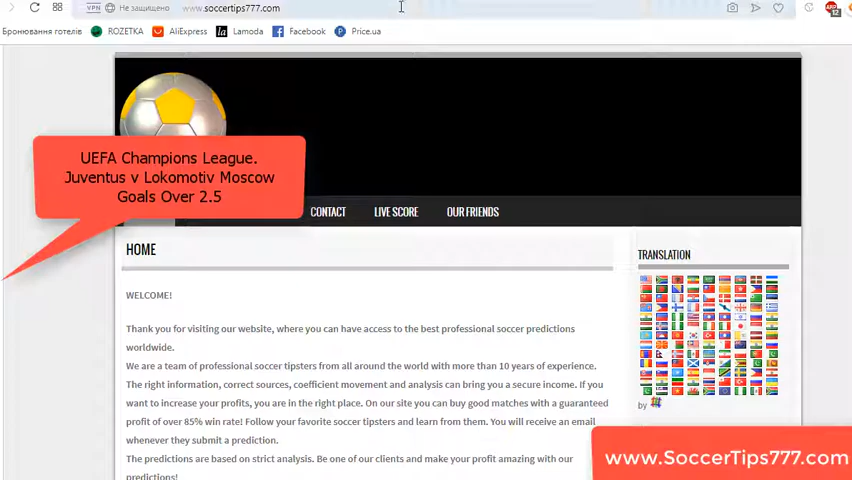 VPN
Не защищено
www.soccertips777.com
12
Бронювання готелів
ROZETKA
AliExpress
la Lamoda
Facebook
Price.ua
UEFA Champions League.
Juventus v Lokomotiv Moscow
Goals Over 2.5
CONTACT
LIVE SCORE
OUR FRIENDS
HOME
TRANSLATION
WELCOME!
Thank you for visiting our website, where you can have access to the best professional soccer predictions
worldwide.
We are a team of professional soccer tipsters from all around the world with more than 10 years of experience.
The right information, correct sources, coefficient movement and analysis can bring you a secure income. If you
want to increase your profits, you are in the right place. On our site you can buy good matches with a guaranteed
profit of over 85% win rate! Follow your favorite soccer tipsters and learn from them. You will receive an email
whenever they submit a prediction.
The predictions are based on strict analysis. Be one of our clients and make your profit amazing with our
predictions!
by
www.SoccerTips777.com